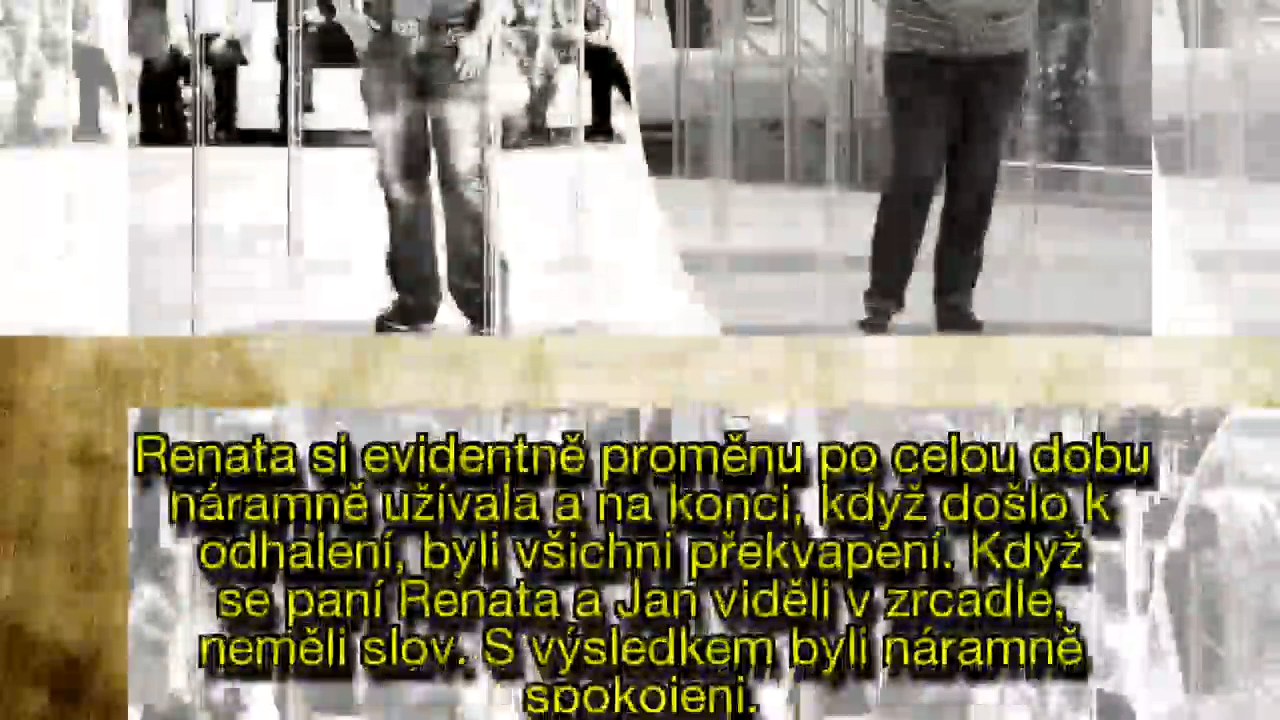 Renata si evidentně proměnu po celou dobu
náramně užívala a na konci, když došlo k
odhalení, byli všichni překvapení. Když
se paní Renata a Jan viděli v zrcadle,
neměli slov. S výsledkem byli náramně
spokojeni.